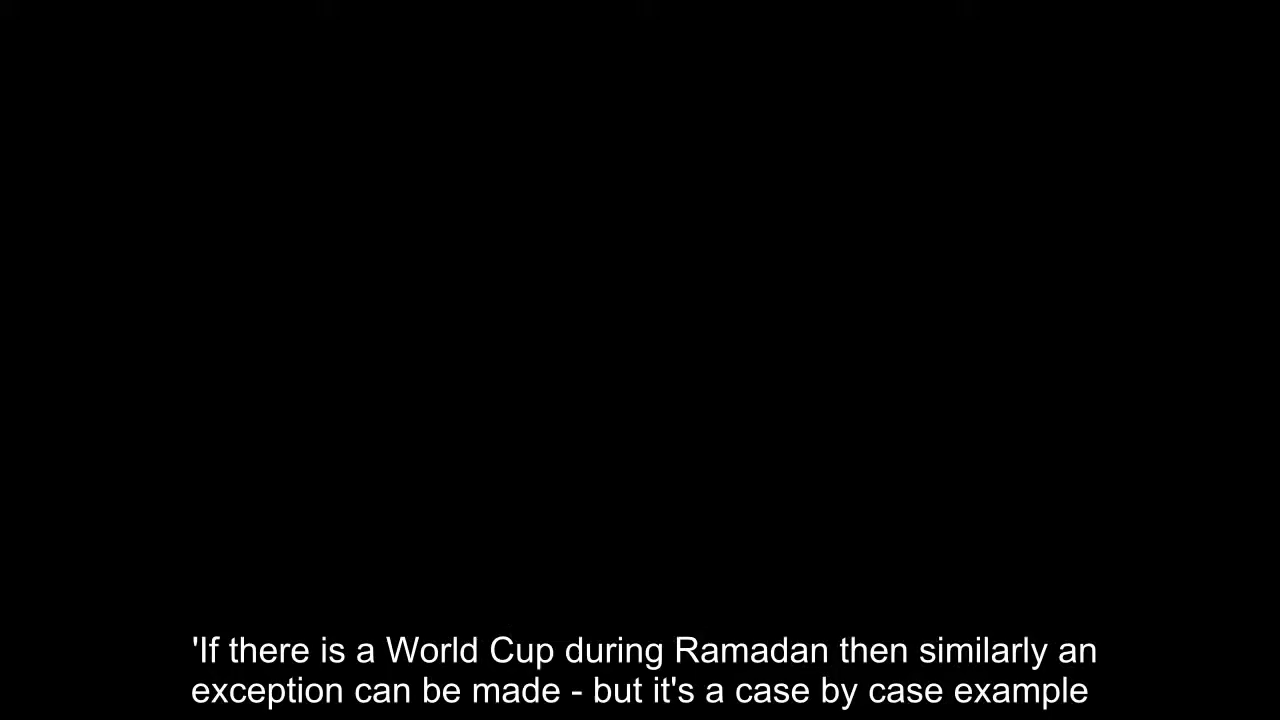 'If there is a World Cup during Ramadan then similarly an
exception can be made - but it's a case by case example